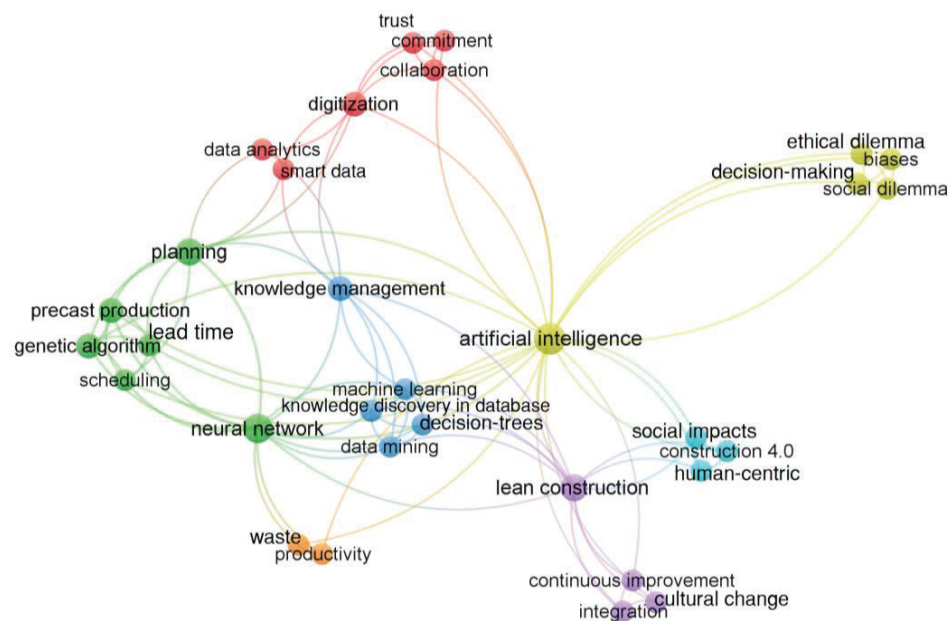 trust
commitment
collaboration
digitization
data analytics
smart data
ethical dilemma
biases
decision-making
social dilemma
planning
knowledge management
precast production
lead time
genetic algorithm
scheduling
artificial intelligence
machine learning
knowledge discovery in database
decision-trees
neural network
data mining
social impacts
construction 4.0
human-centric
lean construction
waste
productivity
continuous improvement
cultural change
integration